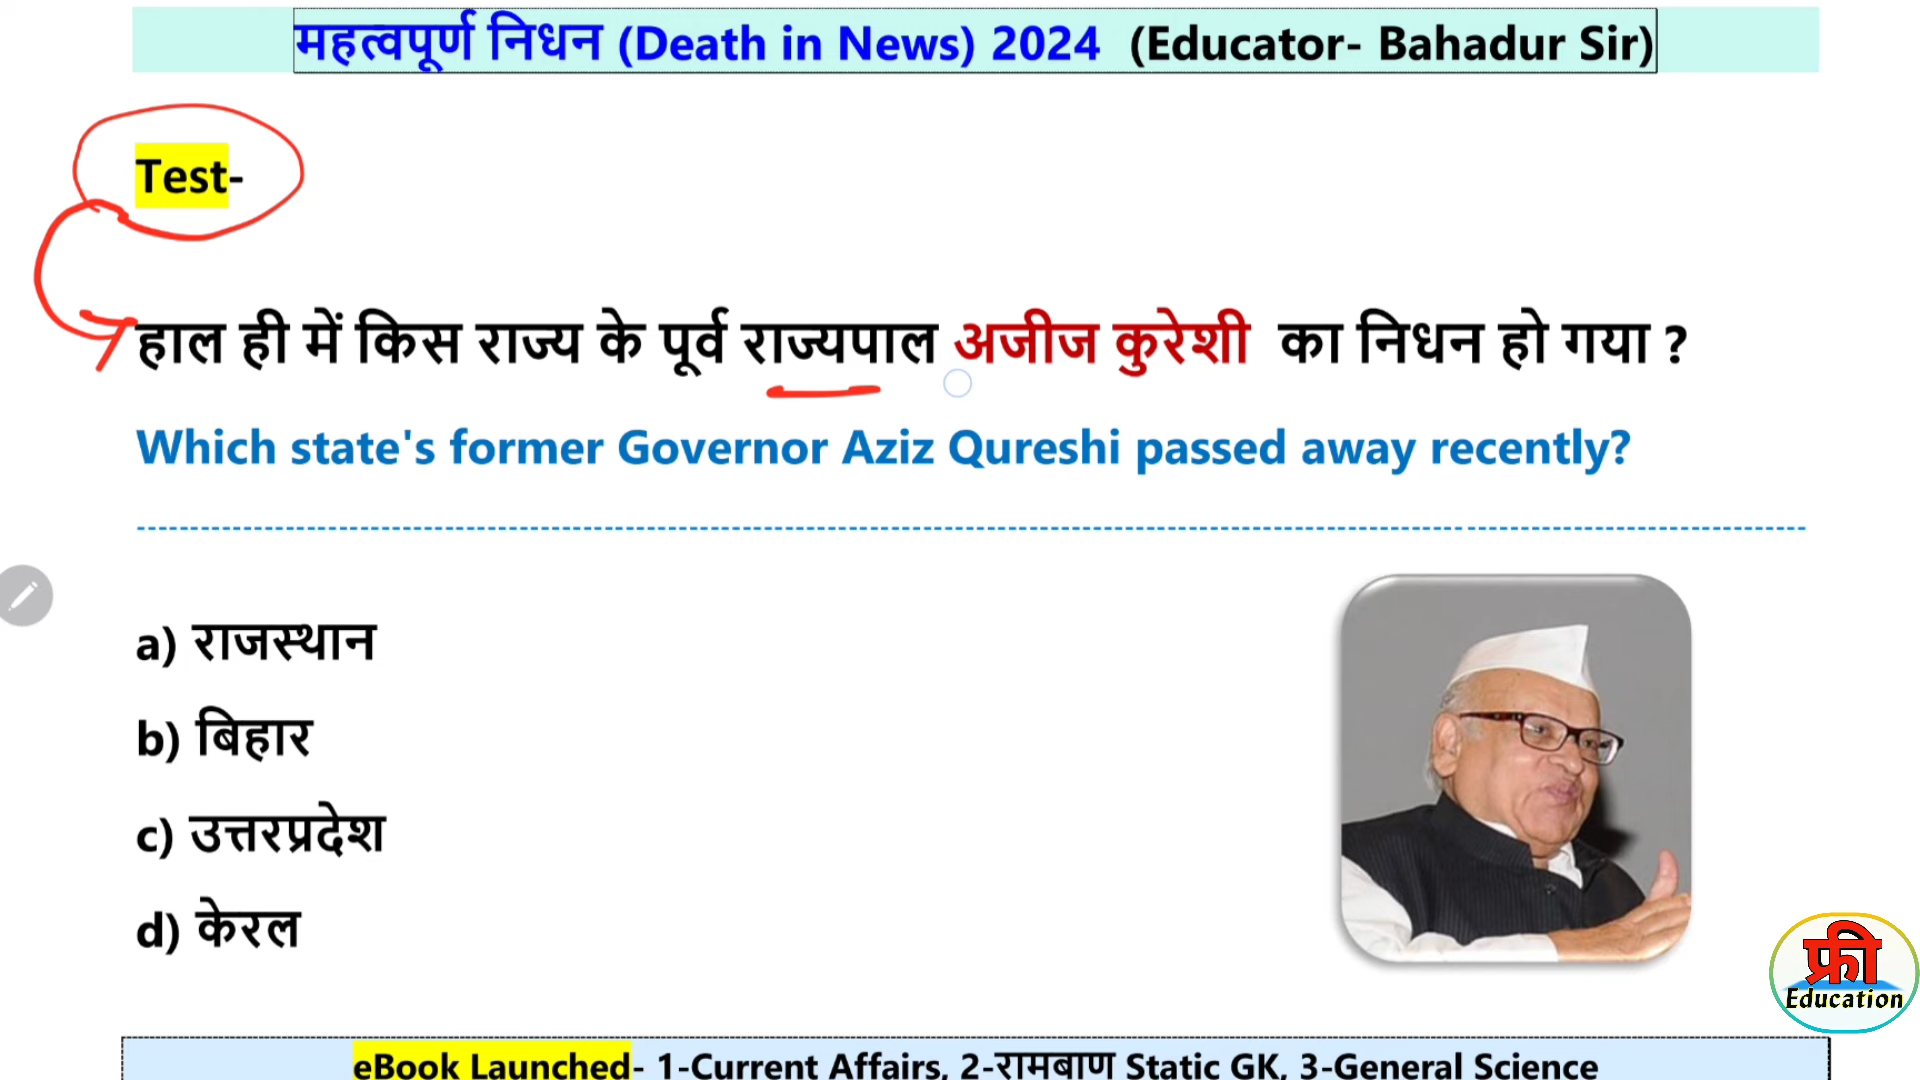 महत्वपूर्ण निधन (Death in News) 2024 (Educator- Bahadur Sir)
Test-
हाल ही में किस राज्य के पूर्व राज्यपाल अजीज कुरेशी का निधन हो गया ?
Which state's former Governor Aziz Qureshi passed away recently?
a) राजस्थान
b) बिहार
c) उत्तरप्रदेश
d) केरल
फ्री
Education
eBook Launched- 1-Current Affairs, 2-रामबाण Static GK, 3-General Science